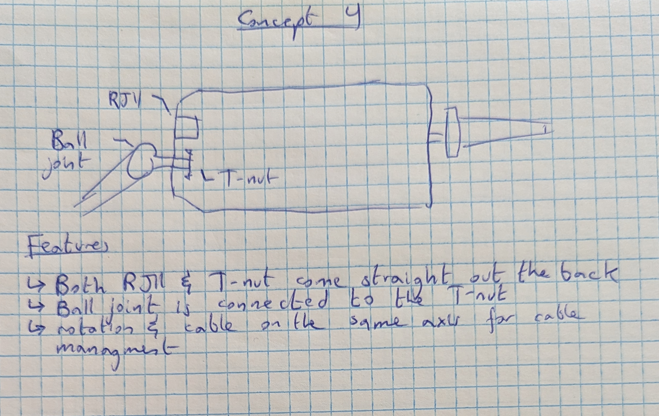 Concept 4
RJ11
Ball
joint
T-nut
Features
↳ Both RJ11 & T-nut come straight out the back
↳ Ball joint is connected to the T-nut
↳ rotation & cable on the same axis for cable
managment